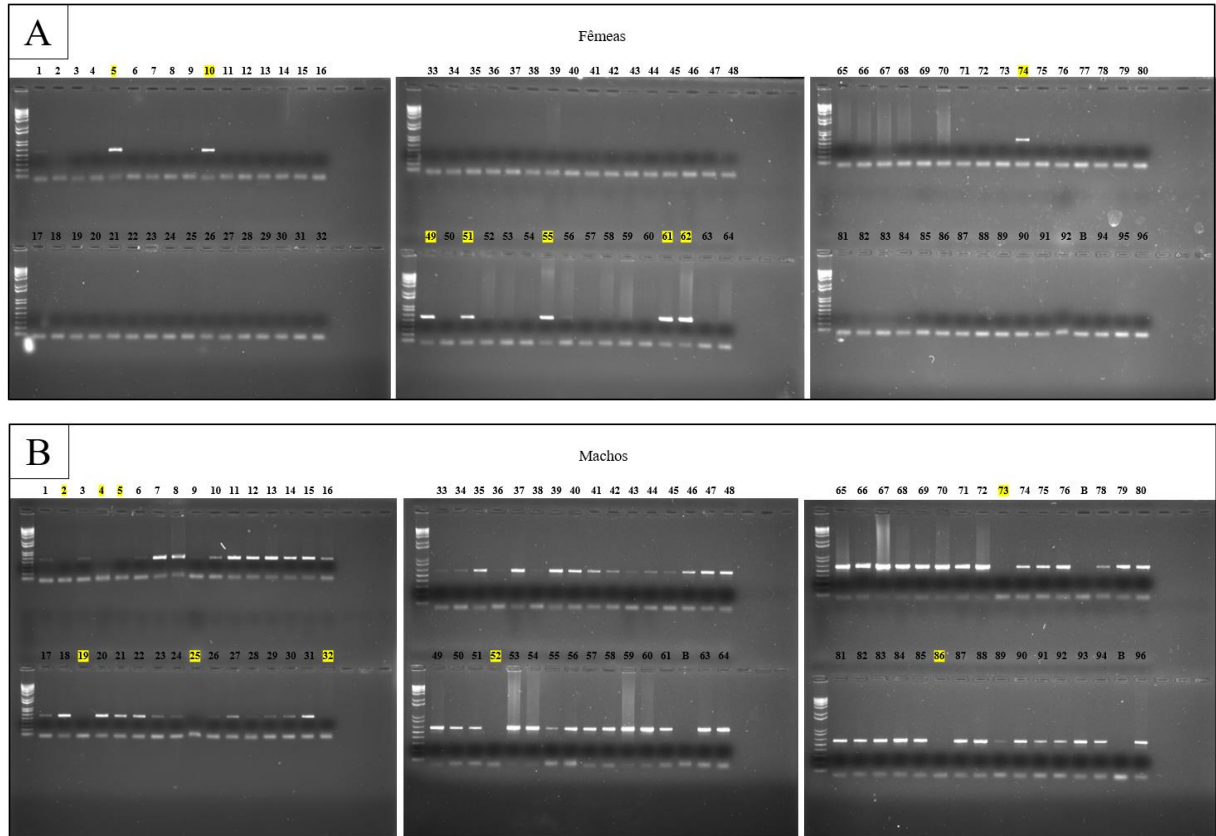 A
Fêmeas
1 2 3 4 5 6 7 8 9 10 11 12 13 14 15 16
33 34 35 36 37 38 39 40 41 42 43 44 45 46 47 48
65 66 67 68 69 70 71 72 73 74 75 76 77 78 79 80
17 18 19 20 21 22 23 24 25 26 27 28 29 30 31 32
49 50 51 52 53 54 55 56 57 58 59 60 61 62 63 64
81 82 83 84 85 86 87 88 89 90 91 92 B 94 95 96
B
Machos
1 2 3 4 5 6 7 8 9 10 11 12 13 14 15 16
33 34 35 36 37 38 39 40 41 42 43 44 45 46 47 48
65 66 67 68 69 70 71 72 73 74 75 76 B 78 79 80
17 18 19 20 21 22 23 24 25 26 27 28 29 30 31 32
49 50 51 52 53 54 55 56 57 58 59 60 61 B 63 64
81 82 83 84 85 86 87 88 89 90 91 92 93 94 B 96